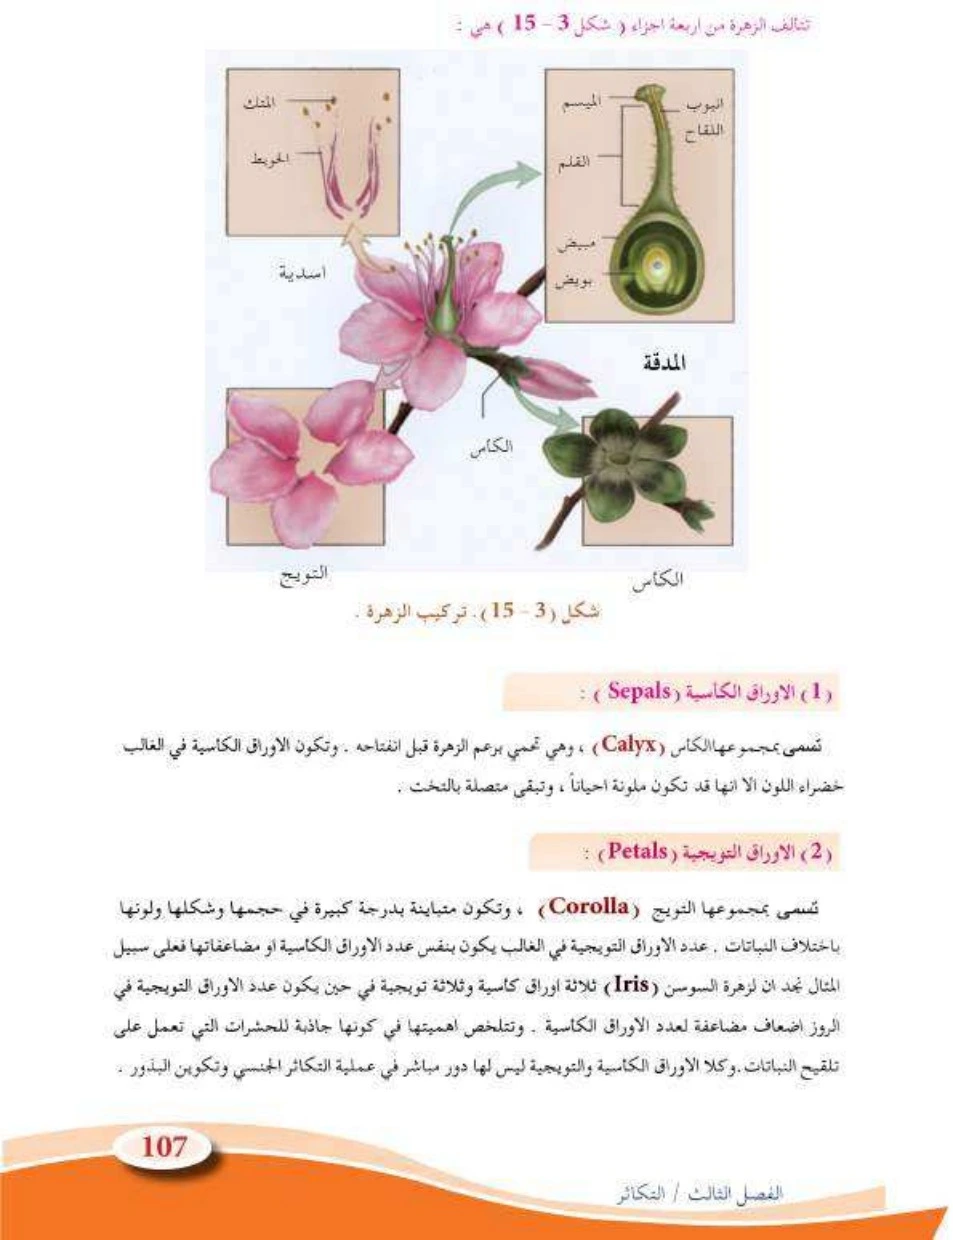 تتالف الزهرة من اربعة اجزاء ( شكل 3 - 15 ) هي :
الميسم
انبوب
اللقاح
القلم
مبيض
بويض
المدقة
المتك
الخويط
اسدية
الكأس
التويج
الكأس
شكل (3 - 15). تركيب الزهرة .
(1) الاوراق الكأسية (Sepals) :
تسمى بمجموعهاالكاس (Calyx) ، وهي تحمي برعم الزهرة قبل انفتاحه . وتكون الاوراق الكاسية في الغالب
خضراء اللون الا انها قد تكون ملونة احياناً ، وتبقى متصلة بالتخت .
(2) الاوراق التويجية (Petals) :
تسمى بمجموعها التويج (Corolla) ، وتكون متباينة بدرجة كبيرة في حجمها وشكلها ولونها
باختلاف النباتات . عدد الاوراق التويجية في الغالب يكون بنفس عدد الاوراق الكاسية او مضاعفاتها فعلى سبيل
المثال نجد ان لزهرة السوسن (Iris) ثلاثة اوراق كأسية وثلاثة تويجية في حين يكون عدد الاوراق التويجية في
الروز اضعاف مضاعفة لعدد الاوراق الكاسية . وتتلخص اهميتها في كونها جاذبة للحشرات التي تعمل على
تلقيح النباتات.وكلا الاوراق الكأسية والتويجية ليس لها دور مباشر في عملية التكاثر الجنسي وتكوين البذور .
107
الفصل الثالث / التكاثر